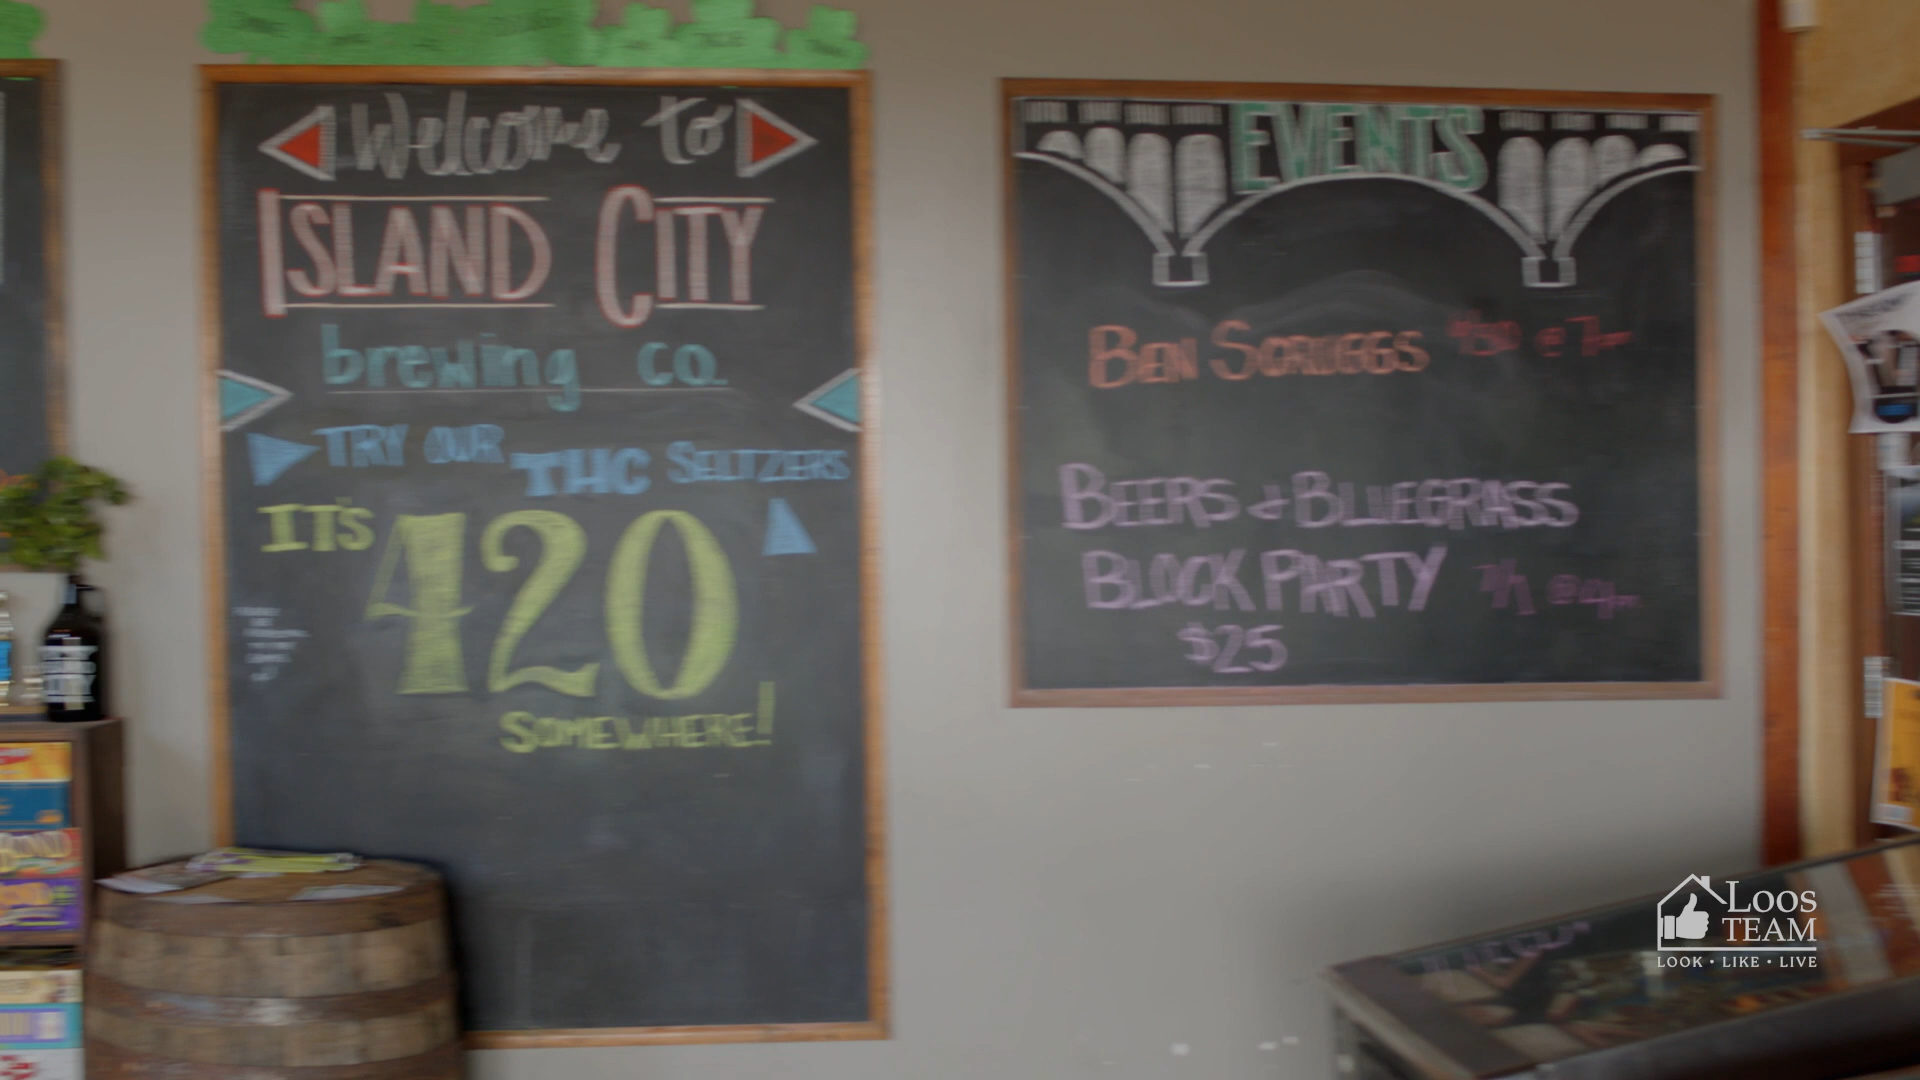 Welcome to
ISLAND CITY
brewing co.
TRY OUR THC SELTZERS
IT'S 420
SOMEWHERE!
EVENTS
BEN SCRUGGS
BEERS & BLUEGRASS
BLOCK PARTY
$25
LOOS
TEAM
LOOK • LIKE • LIVE